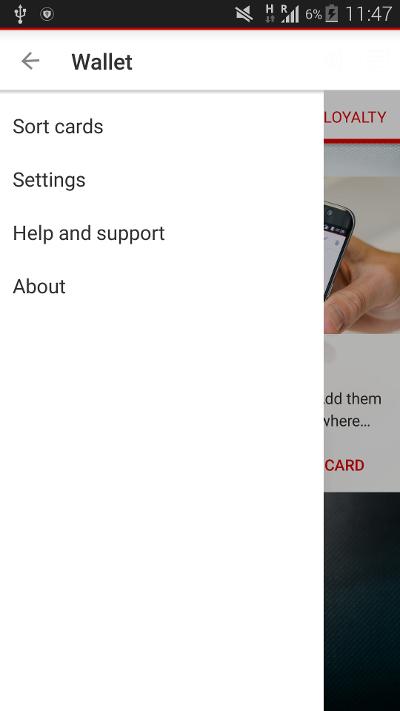 H R 6% 11:47
Wallet
LOYALTY
Sort cards
Settings
Help and support
About
dd them
where...
CARD